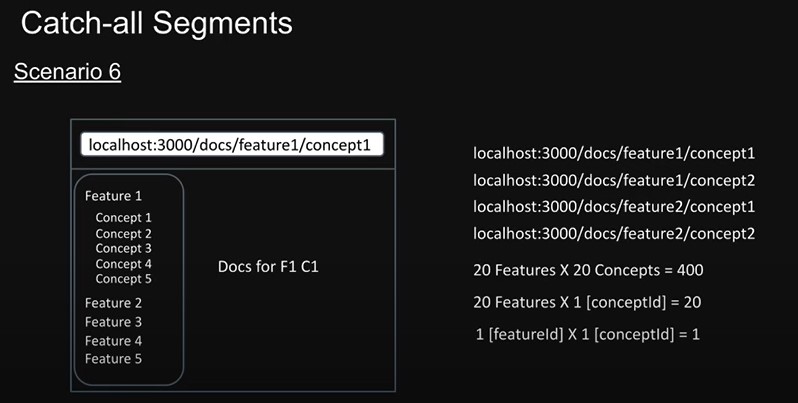 Catch-all Segments
Scenario 6
localhost:3000/docs/feature1/concept1
Feature 1
Concept 1
Concept 2
Concept 3
Concept 4
Concept 5
Feature 2
Feature 3
Feature 4
Feature 5
Docs for F1 C1
localhost:3000/docs/feature1/concept1
localhost:3000/docs/feature1/concept2
localhost:3000/docs/feature2/concept1
localhost:3000/docs/feature2/concept2
20 Features X 20 Concepts = 400
20 Features X 1 [conceptId] = 20
1 [featureId] X 1 [conceptId] = 1